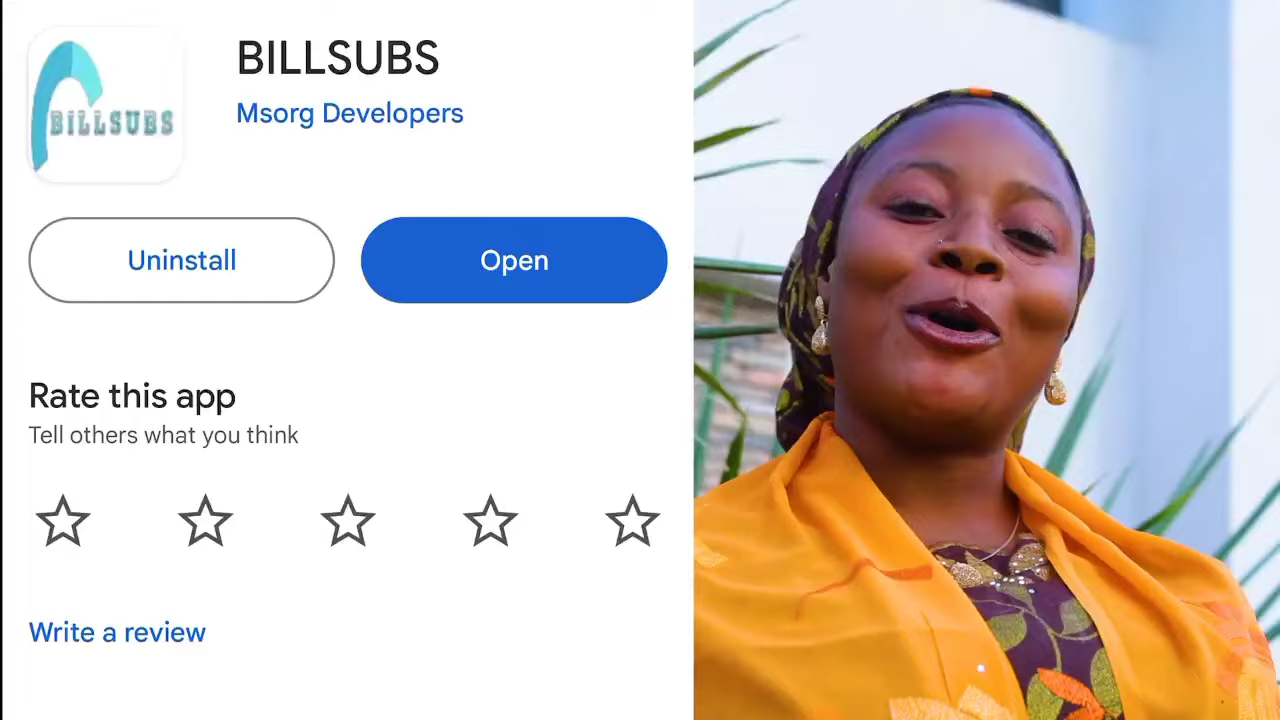 BILLSUBS
BILLSUBS
Msorg Developers
Uninstall
Open
Rate this app
Tell others what you think
Write a review